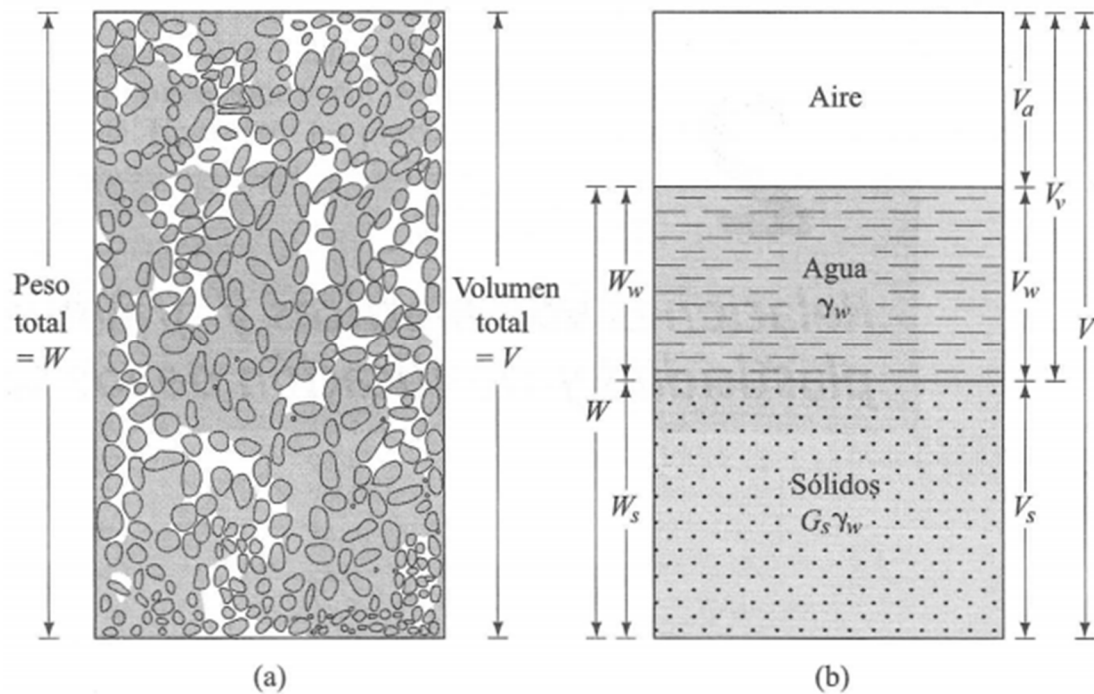 Peso
total
= W
(a)
Volumen
total
= V
Aire
Agua
γw
Sólidos
Gsγw
W
Ww
Ws
Va
Vw
Vs
Vv
V
(b)